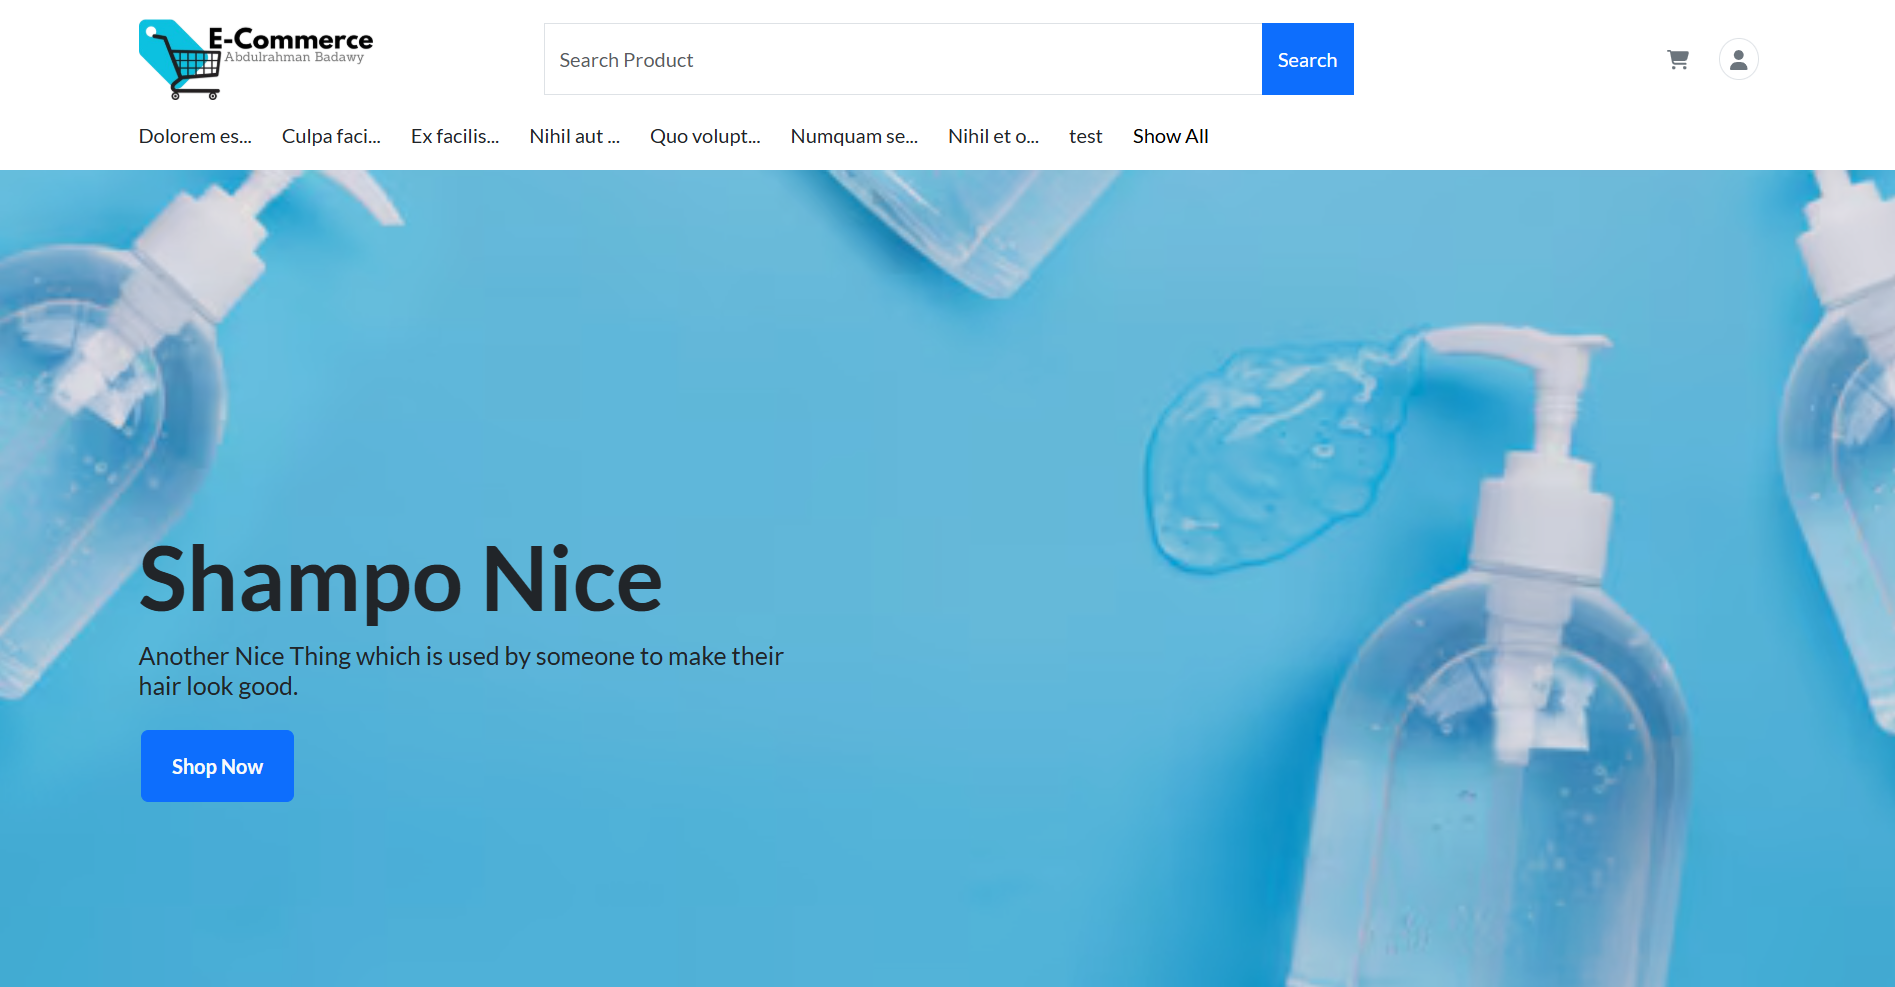 E-Commerce
Abdulrahman Badawy
Search Product
Search
Dolorem es... Culpa faci... Ex facilis... Nihil aut ... Quo volupt... Numquam se... Nihil et o... test Show All
Shampo Nice
Another Nice Thing which is used by someone to make their
hair look good.
Shop Now